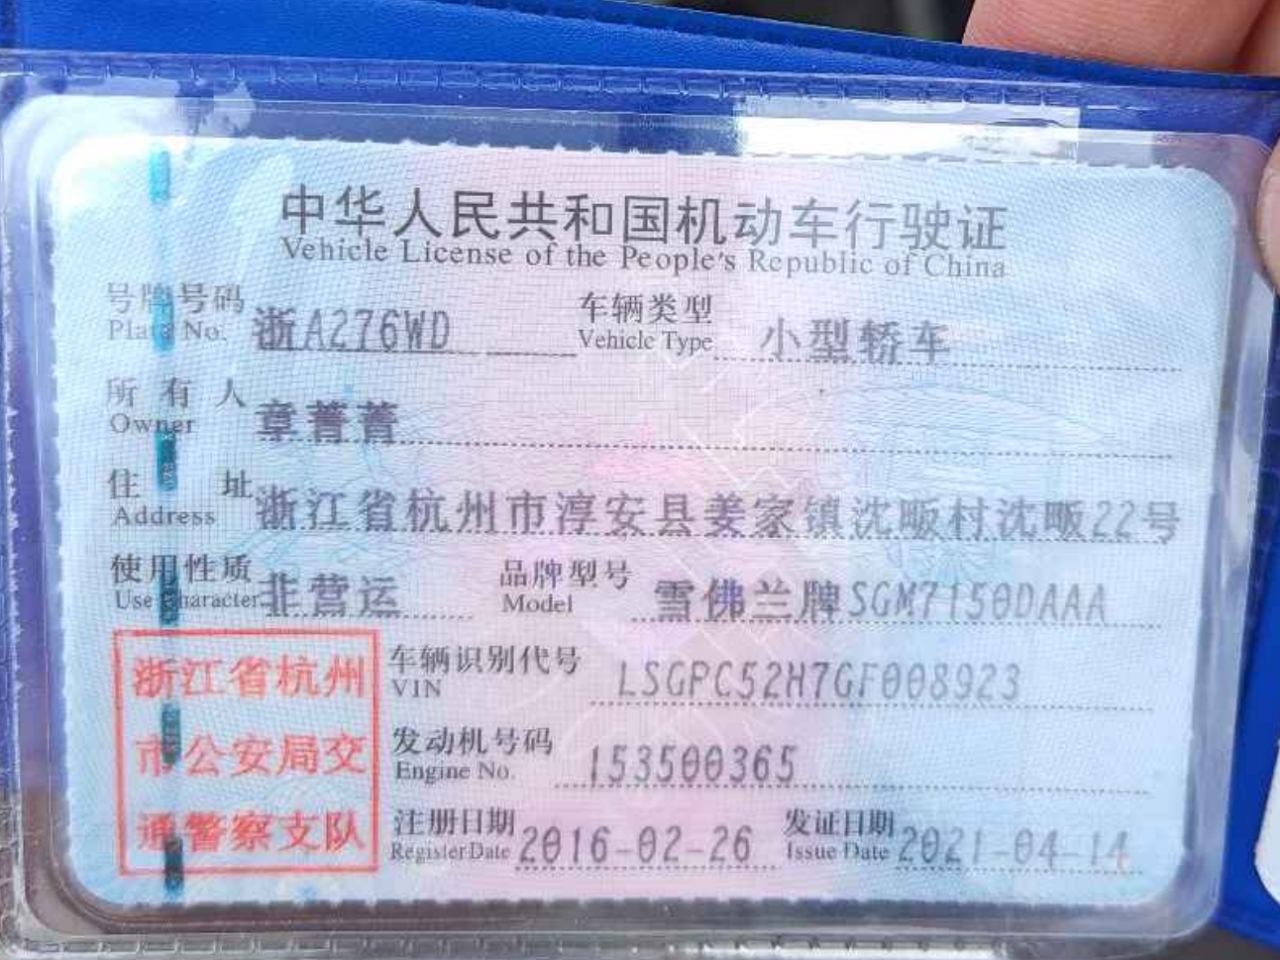 中华人民共和国机动车行驶证
Vehicle License of the People's Republic of China
号牌号码 浙A276WD 车辆类型 小型轿车
Plate No. Vehicle Type
所有人 章菁菁
Owner
住址 浙江省杭州市淳安县姜家镇沈畈村沈畈22号
Address
使用性质 非营运 品牌型号 雪佛兰牌SGM7150DAAA
Use Character Model
浙江省杭州
市公安局交
通警察支队
车辆识别代号 LSGPC52H7GF008923
VIN
发动机号码 153500365
Engine No.
注册日期 2016-02-26 发证日期 2021-04-14
Register Date Issue Date